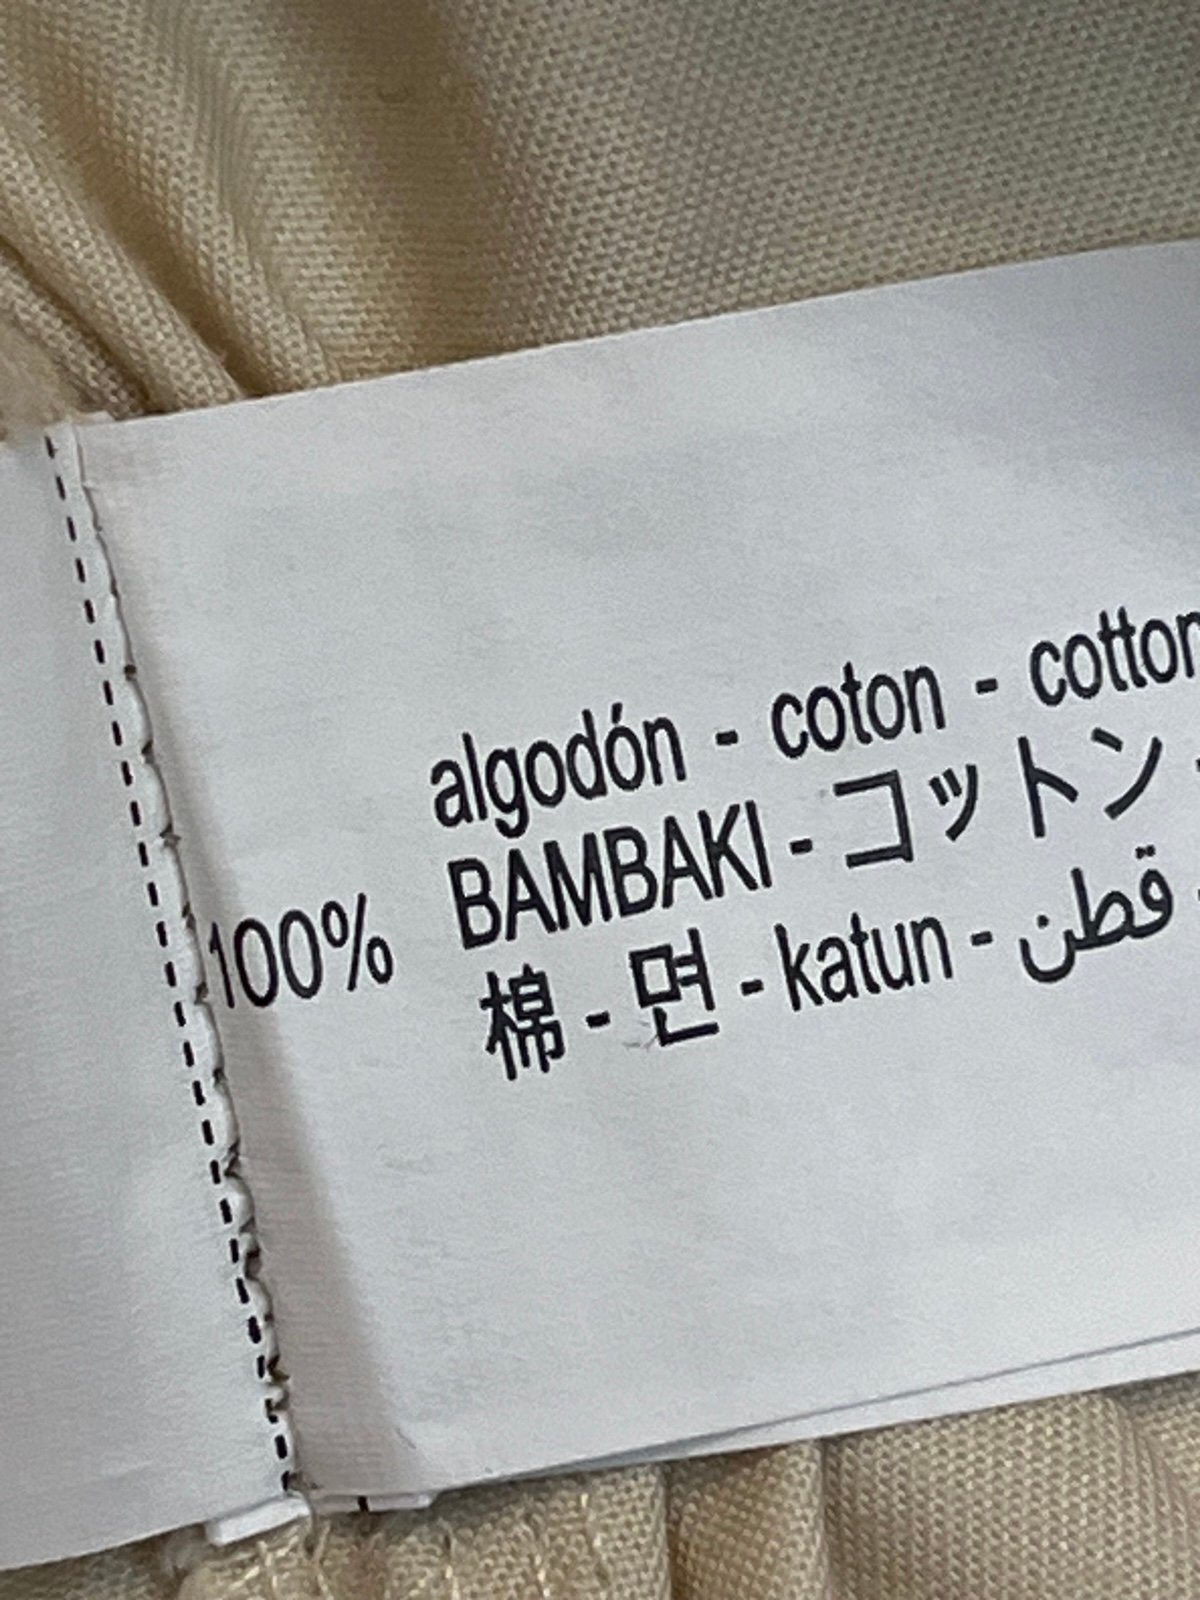 algodón - coton - cotton
BAMBAKI - コットン -
100%
棉 - 면 - katun - قطن -